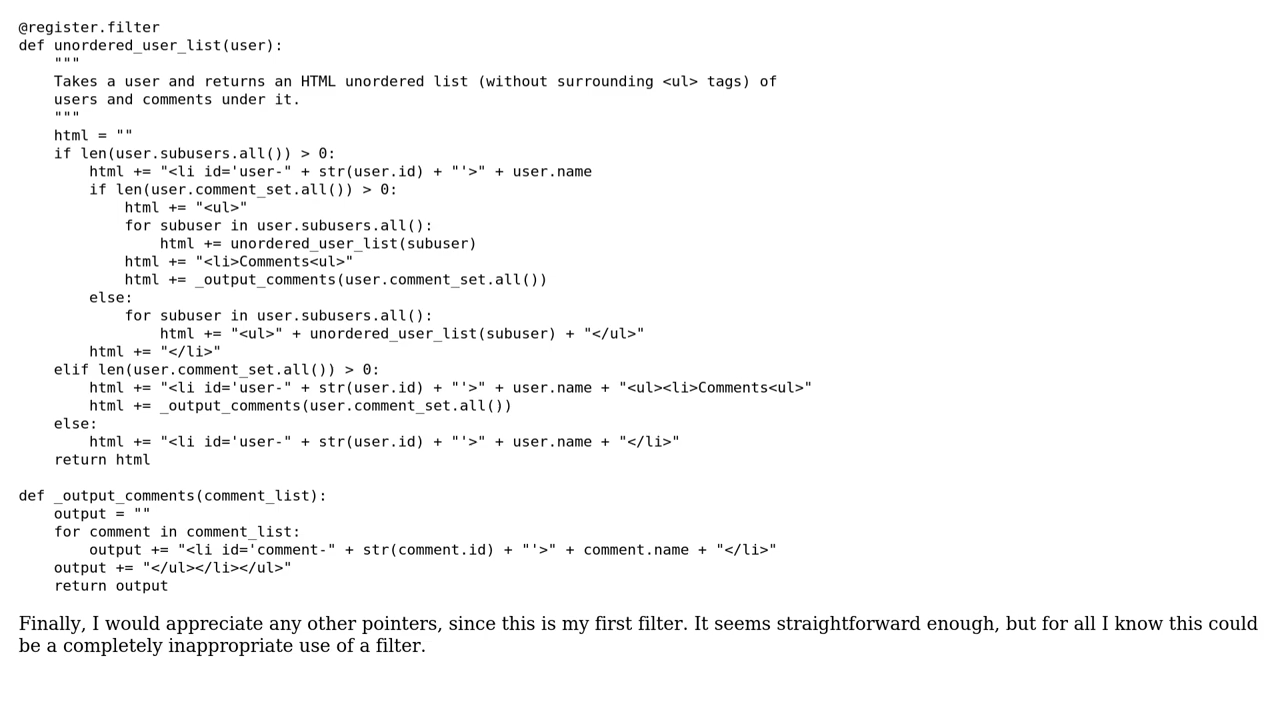 @register.filter
def unordered_user_list(user):
    """
    Takes a user and returns an HTML unordered list (without surrounding <ul> tags) of
    users and comments under it.
    """
    html = ""
    if len(user.subusers.all()) > 0:
        html += "<li id='user-" + str(user.id) + "'>" + user.name
        if len(user.comment_set.all()) > 0:
            html += "<ul>"
            for subuser in user.subusers.all():
                html += unordered_user_list(subuser)
            html += "<li>Comments<ul>"
            html += _output_comments(user.comment_set.all())
        else:
            for subuser in user.subusers.all():
                html += "<ul>" + unordered_user_list(subuser) + "</ul>"
        html += "</li>"
    elif len(user.comment_set.all()) > 0:
        html += "<li id='user-" + str(user.id) + "'>" + user.name + "<ul><li>Comments<ul>"
        html += _output_comments(user.comment_set.all())
    else:
        html += "<li id='user-" + str(user.id) + "'>" + user.name + "</li>"
    return html

def _output_comments(comment_list):
    output = ""
    for comment in comment_list:
        output += "<li id='comment-" + str(comment.id) + "'>" + comment.name + "</li>"
    output += "</ul></li></ul>"
    return output

Finally, I would appreciate any other pointers, since this is my first filter. It seems straightforward enough, but for all I know this could
be a completely inappropriate use of a filter.